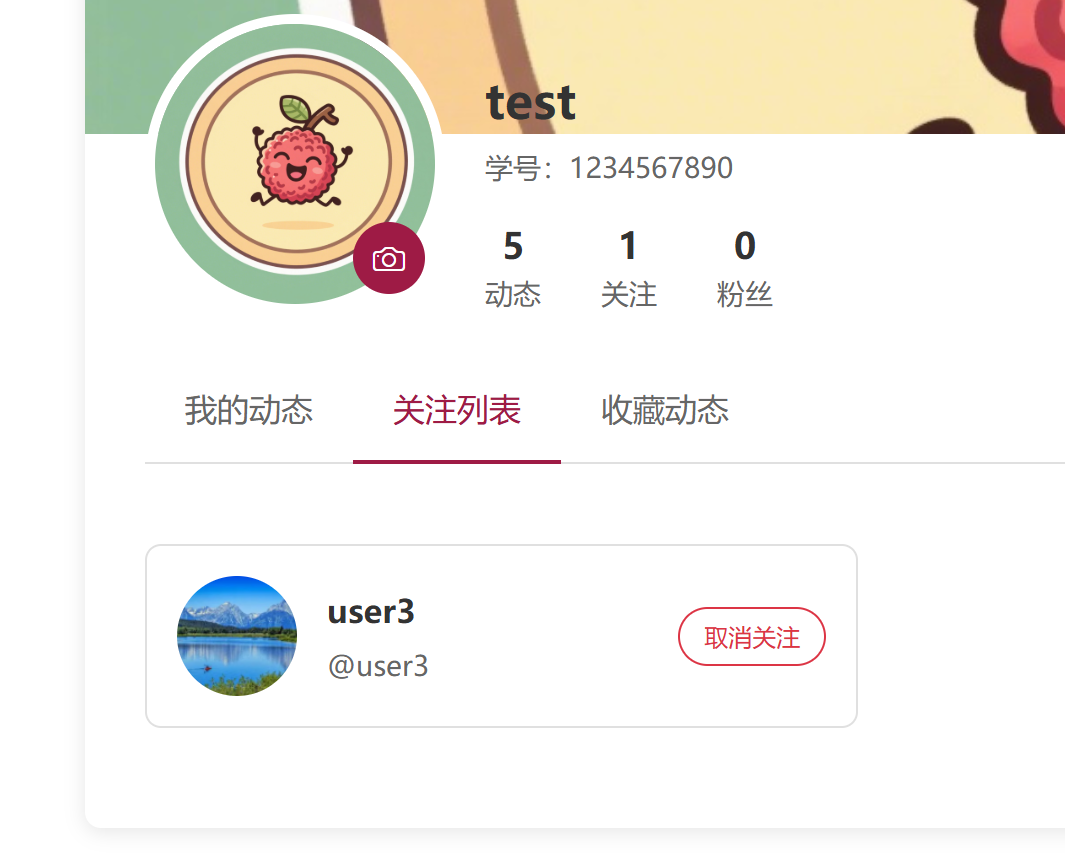 test
学号：1234567890
5 1 0
动态 关注 粉丝
我的动态 关注列表 收藏动态
user3
@user3
取消关注